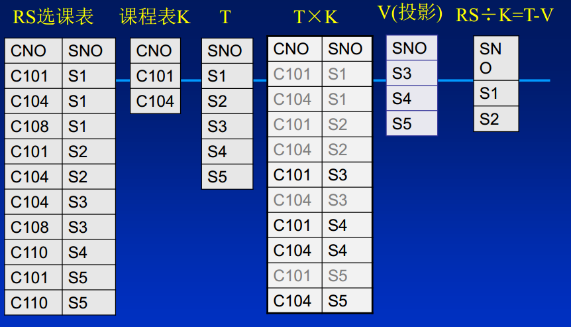 RS选课表 课程表K T T×K V(投影) RS÷K=T-V
CNO SNO CNO SNO CNO SNO SNO SN
O
C101 S1 C101 S1 C101 S1 S3
C104 S1 C104 S2 C104 S1 S4 S1
C108 S1 S3 C101 S2 S5 S2
C101 S2 S4 C104 S2
C104 S2 S5 C101 S3
C104 S3 C104 S3
C108 S3 C101 S4
C110 S4 C104 S4
C101 S5 C101 S5
C110 S5 C104 S5